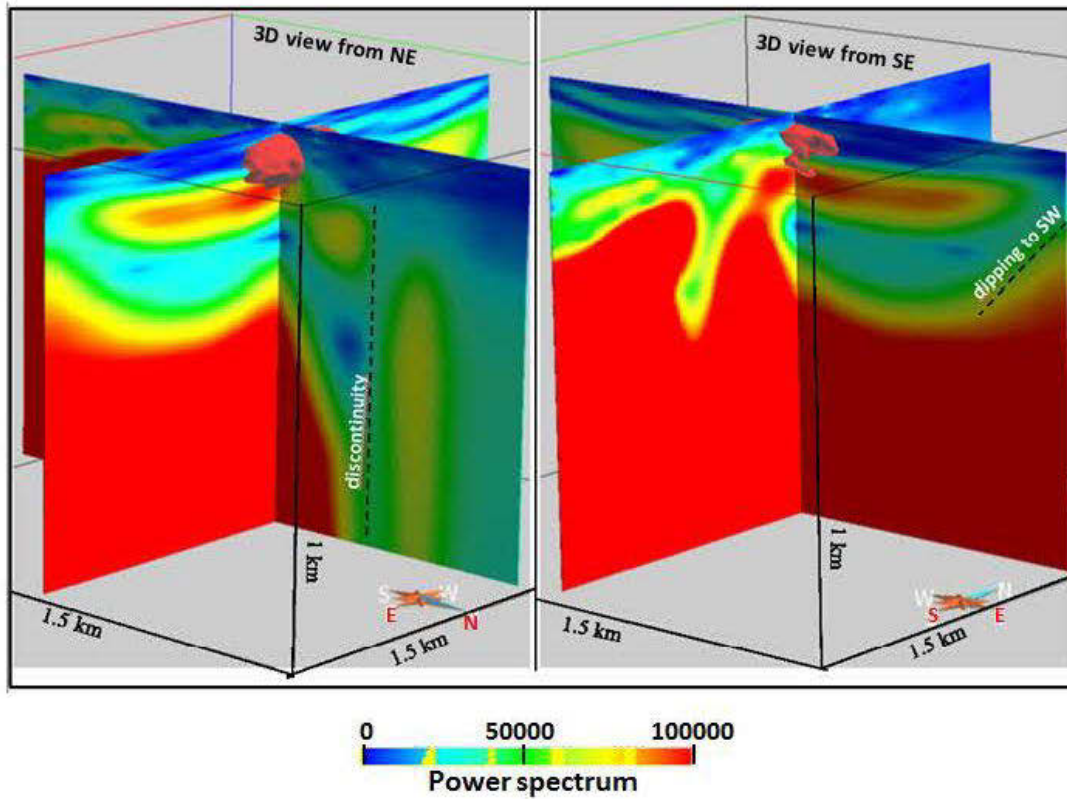 3D view from NE
discontinuity
1 km
S W
E N
1.5 km
1.5 km
3D view from SE
dipping to SW
1 km
W N
S E
1.5 km
1.5 km
0 50000 100000
Power spectrum